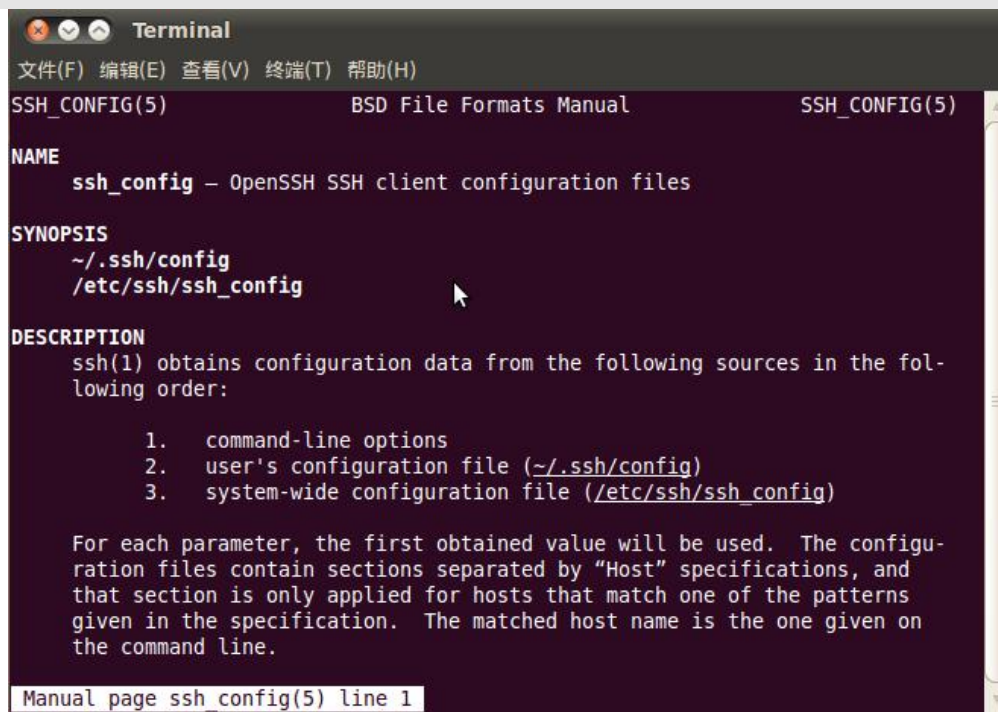 Terminal
文件(F) 编辑(E) 查看(V) 终端(T) 帮助(H)
SSH_CONFIG(5) BSD File Formats Manual SSH_CONFIG(5)
NAME
ssh_config — OpenSSH SSH client configuration files
SYNOPSIS
~/.ssh/config
/etc/ssh/ssh_config
DESCRIPTION
ssh(1) obtains configuration data from the following sources in the fol-
lowing order:
1. command-line options
2. user's configuration file (~/.ssh/config)
3. system-wide configuration file (/etc/ssh/ssh_config)
For each parameter, the first obtained value will be used. The configu-
ration files contain sections separated by “Host” specifications, and
that section is only applied for hosts that match one of the patterns
given in the specification. The matched host name is the one given on
the command line.
Manual page ssh_config(5) line 1